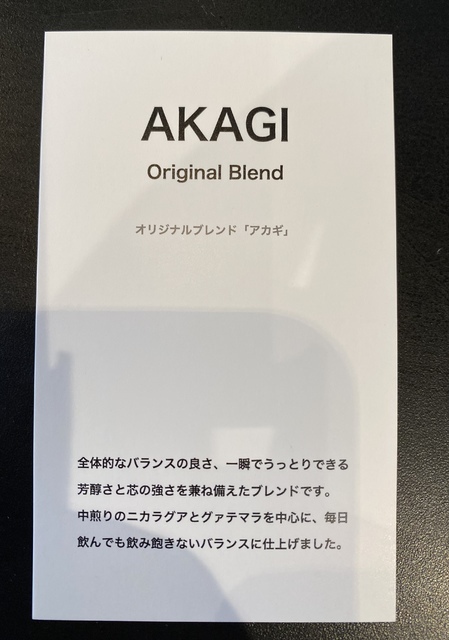 AKAGI
Original Blend
オリジナルブレンド「アカギ」
全体的なバランスの良さ、一瞬でうっとりできる
芳醇さと芯の強さを兼ね備えたブレンドです。
中煎りのニカラグアとグァテマラを中心に、毎日
飲んでも飲み飽きないバランスに仕上げました。